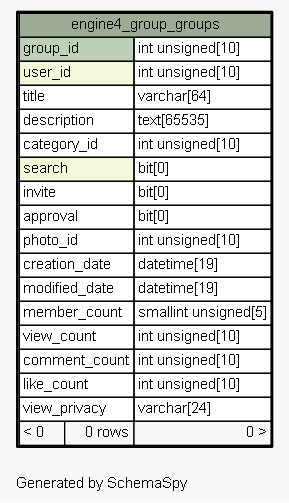 engine4_group_groups
group_id int unsigned[10]
user_id int unsigned[10]
title varchar[64]
description text[65535]
category_id int unsigned[10]
search bit[0]
invite bit[0]
approval bit[0]
photo_id int unsigned[10]
creation_date datetime[19]
modified_date datetime[19]
member_count smallint unsigned[5]
view_count int unsigned[10]
comment_count int unsigned[10]
like_count int unsigned[10]
view_privacy varchar[24]
< 0 0 rows 0 >
Generated by SchemaSpy